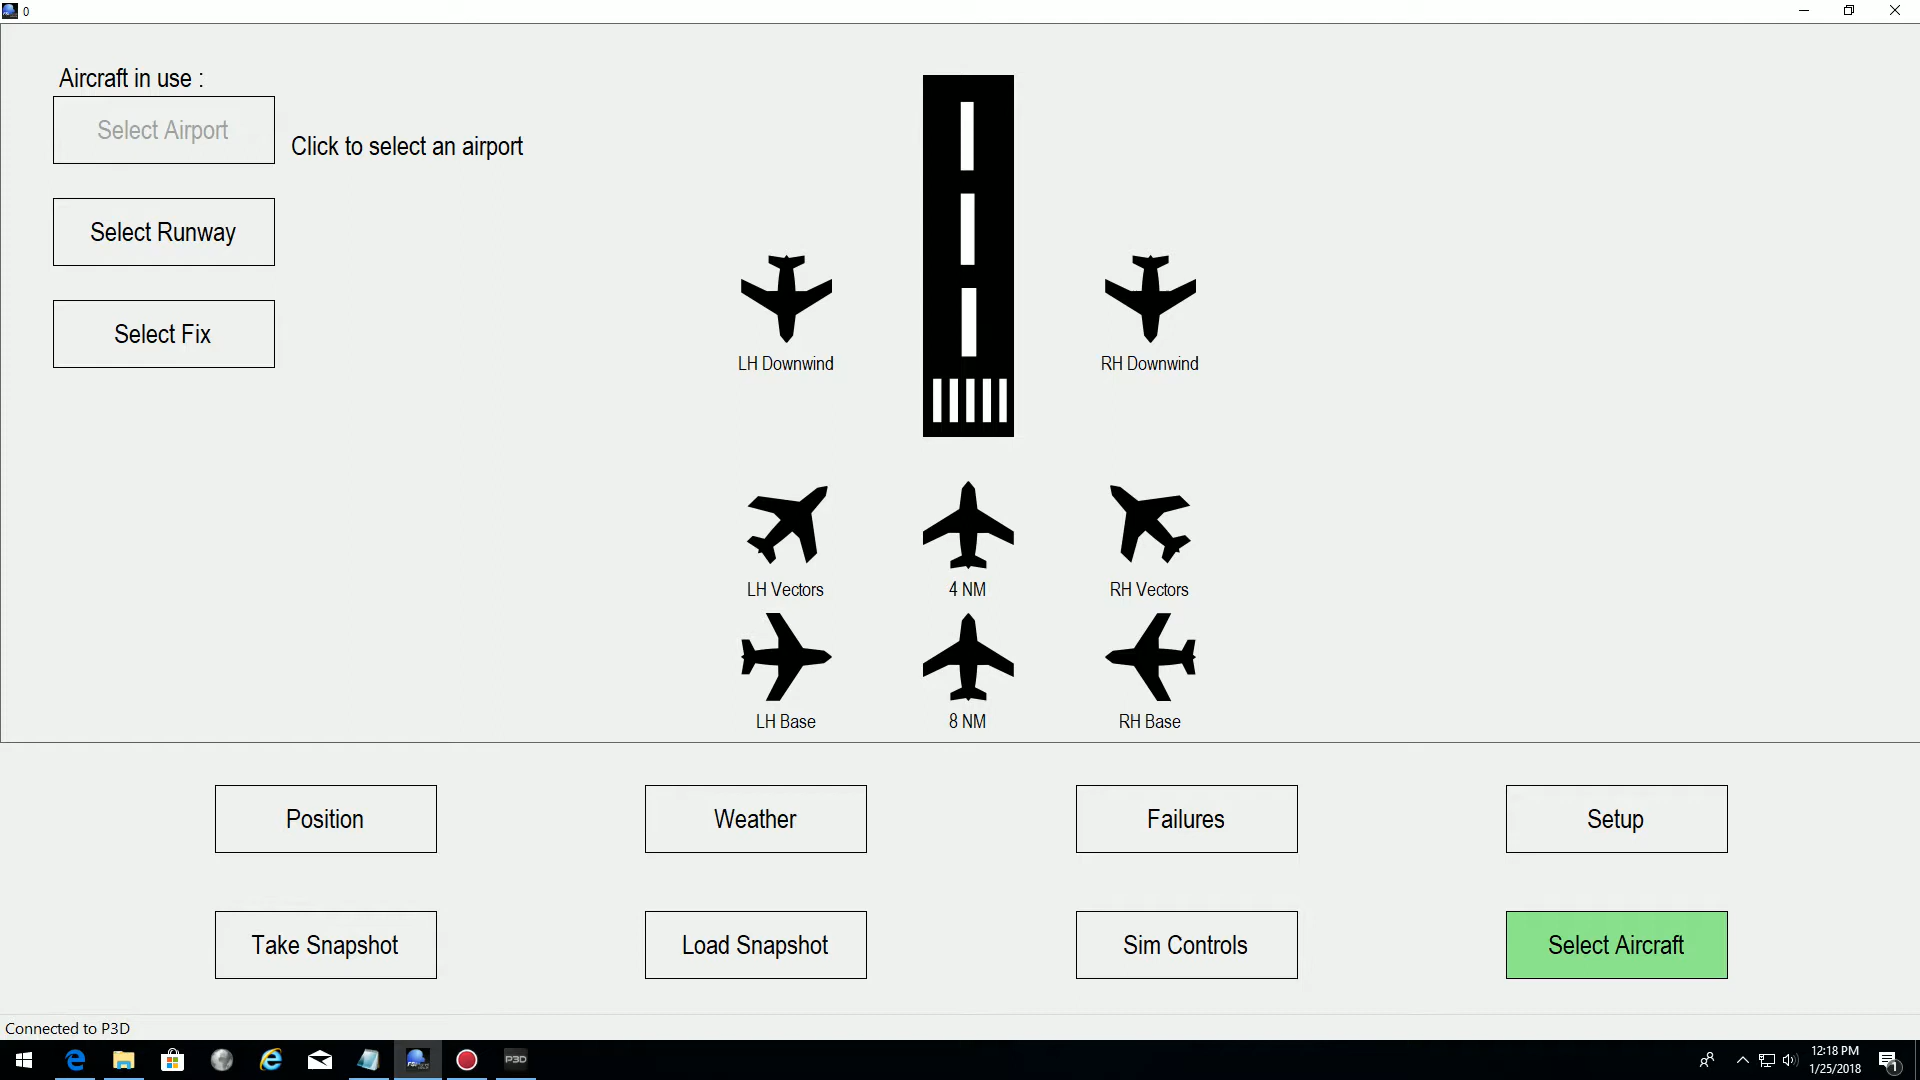 0
Aircraft in use :
Select Airport
Click to select an airport
Select Runway
Select Fix
LH Downwind
RH Downwind
LH Vectors
4 NM
RH Vectors
LH Base
8 NM
RH Base
Position
Weather
Failures
Setup
Take Snapshot
Load Snapshot
Sim Controls
Select Aircraft
Connected to P3D
P3D
12:18 PM
1/25/2018
1